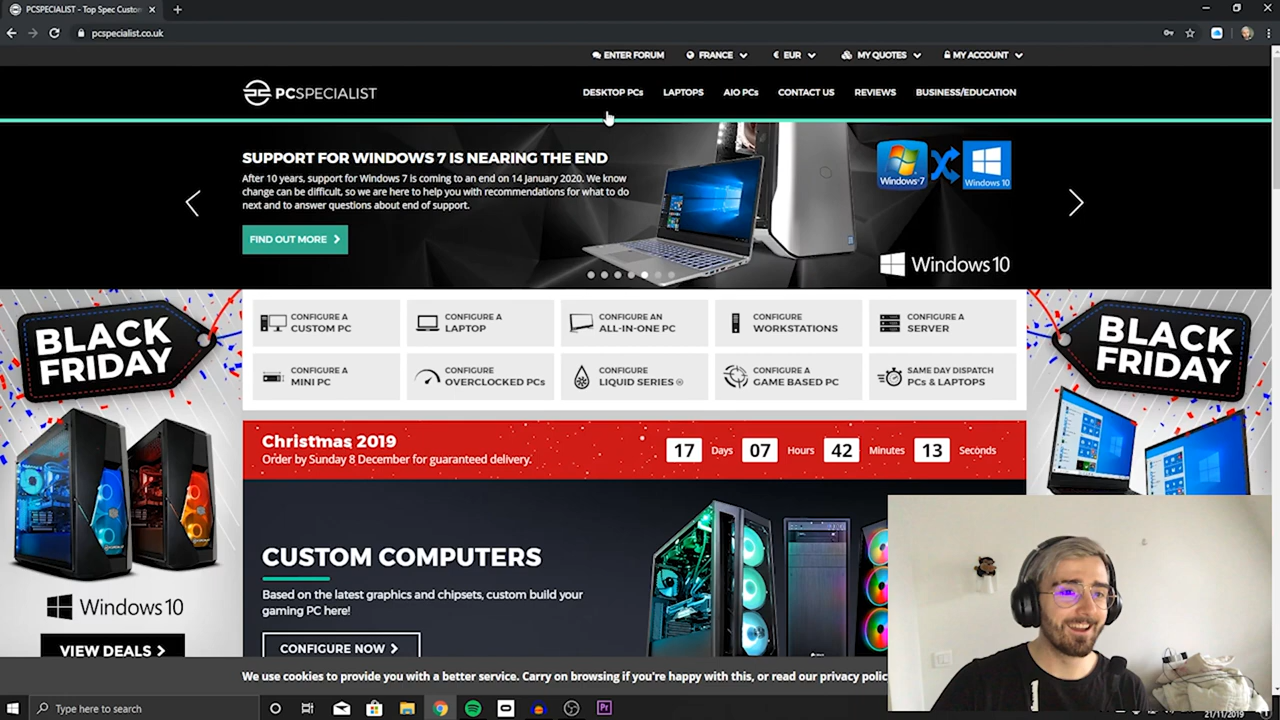 PCSPECIALIST - Top Spec Custom
pcspecialist.co.uk
ENTER FORUM
FRANCE
€ EUR
MY QUOTES
MY ACCOUNT
PCSPECIALIST
DESKTOP PCs
LAPTOPS
AIO PCs
CONTACT US
REVIEWS
BUSINESS/EDUCATION
SUPPORT FOR WINDOWS 7 IS NEARING THE END
After 10 years, support for Windows 7 is coming to an end on 14 January 2020. We know
change can be difficult, so we are here to help you with recommendations for what to do
next and to answer questions about end of support.
FIND OUT MORE
Windows 7
Windows 10
Windows 10
BLACK
FRIDAY
CONFIGURE A
CUSTOM PC
CONFIGURE A
LAPTOP
CONFIGURE AN
ALL-IN-ONE PC
CONFIGURE
WORKSTATIONS
CONFIGURE A
SERVER
CONFIGURE A
MINI PC
CONFIGURE
OVERCLOCKED PCs
CONFIGURE
LIQUID SERIES ®
CONFIGURE A
GAME BASED PC
SAME DAY DISPATCH
PCs & LAPTOPS
BLACK
FRIDAY
Christmas 2019
Order by Sunday 8 December for guaranteed delivery.
17 Days 07 Hours 42 Minutes 13 Seconds
CUSTOM COMPUTERS
Based on the latest graphics and chipsets, custom build your
gaming PC here!
CONFIGURE NOW
Windows 10
VIEW DEALS
We use cookies to provide you with a better service. Carry on browsing if you're happy with this, or read our privacy
Type here to search
21/11/2019